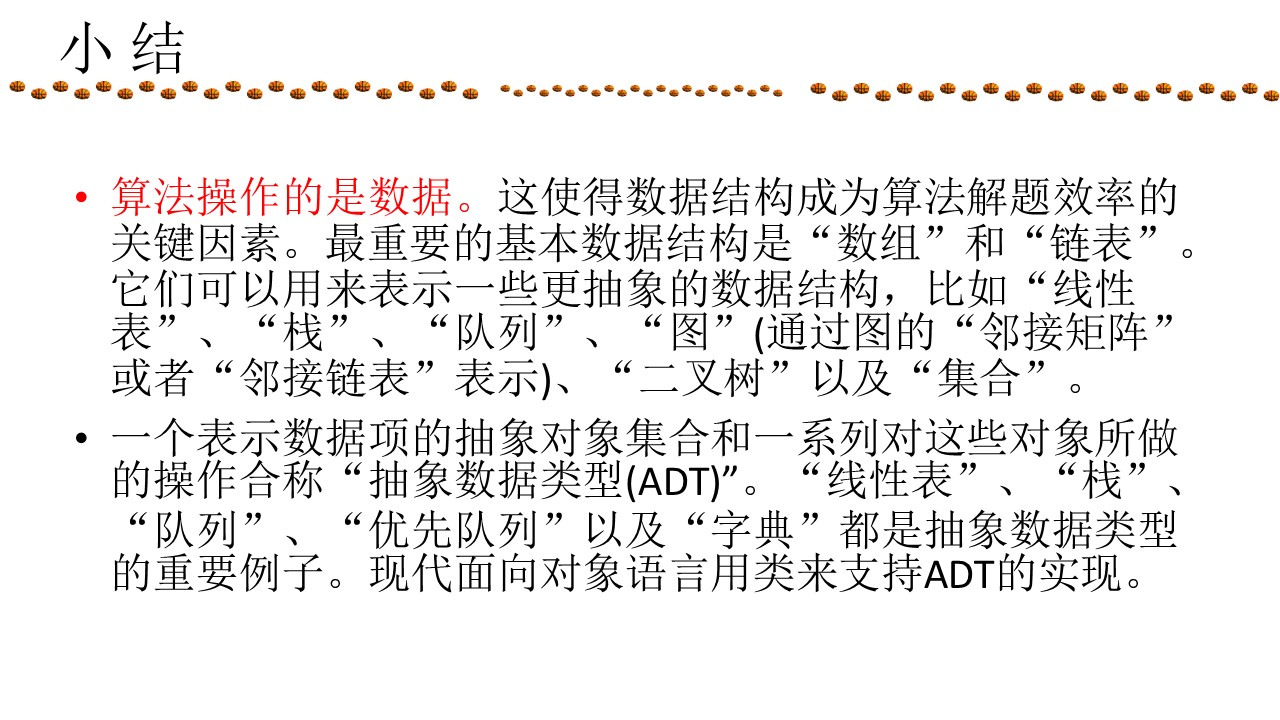 小 结
• 算法操作的是数据。这使得数据结构成为算法解题效率的
关键因素。最重要的基本数据结构是“数组”和“链表”。
它们可以用来表示一些更抽象的数据结构，比如“线性
表”、“栈”、“队列”、“图”(通过图的“邻接矩阵”
或者“邻接链表”表示)、“二叉树”以及“集合”。
• 一个表示数据项的抽象对象集合和一系列对这些对象所做
的操作合称“抽象数据类型(ADT)”。“线性表”、“栈”、
“队列”、“优先队列”以及“字典”都是抽象数据类型
的重要例子。现代面向对象语言用类来支持ADT的实现。